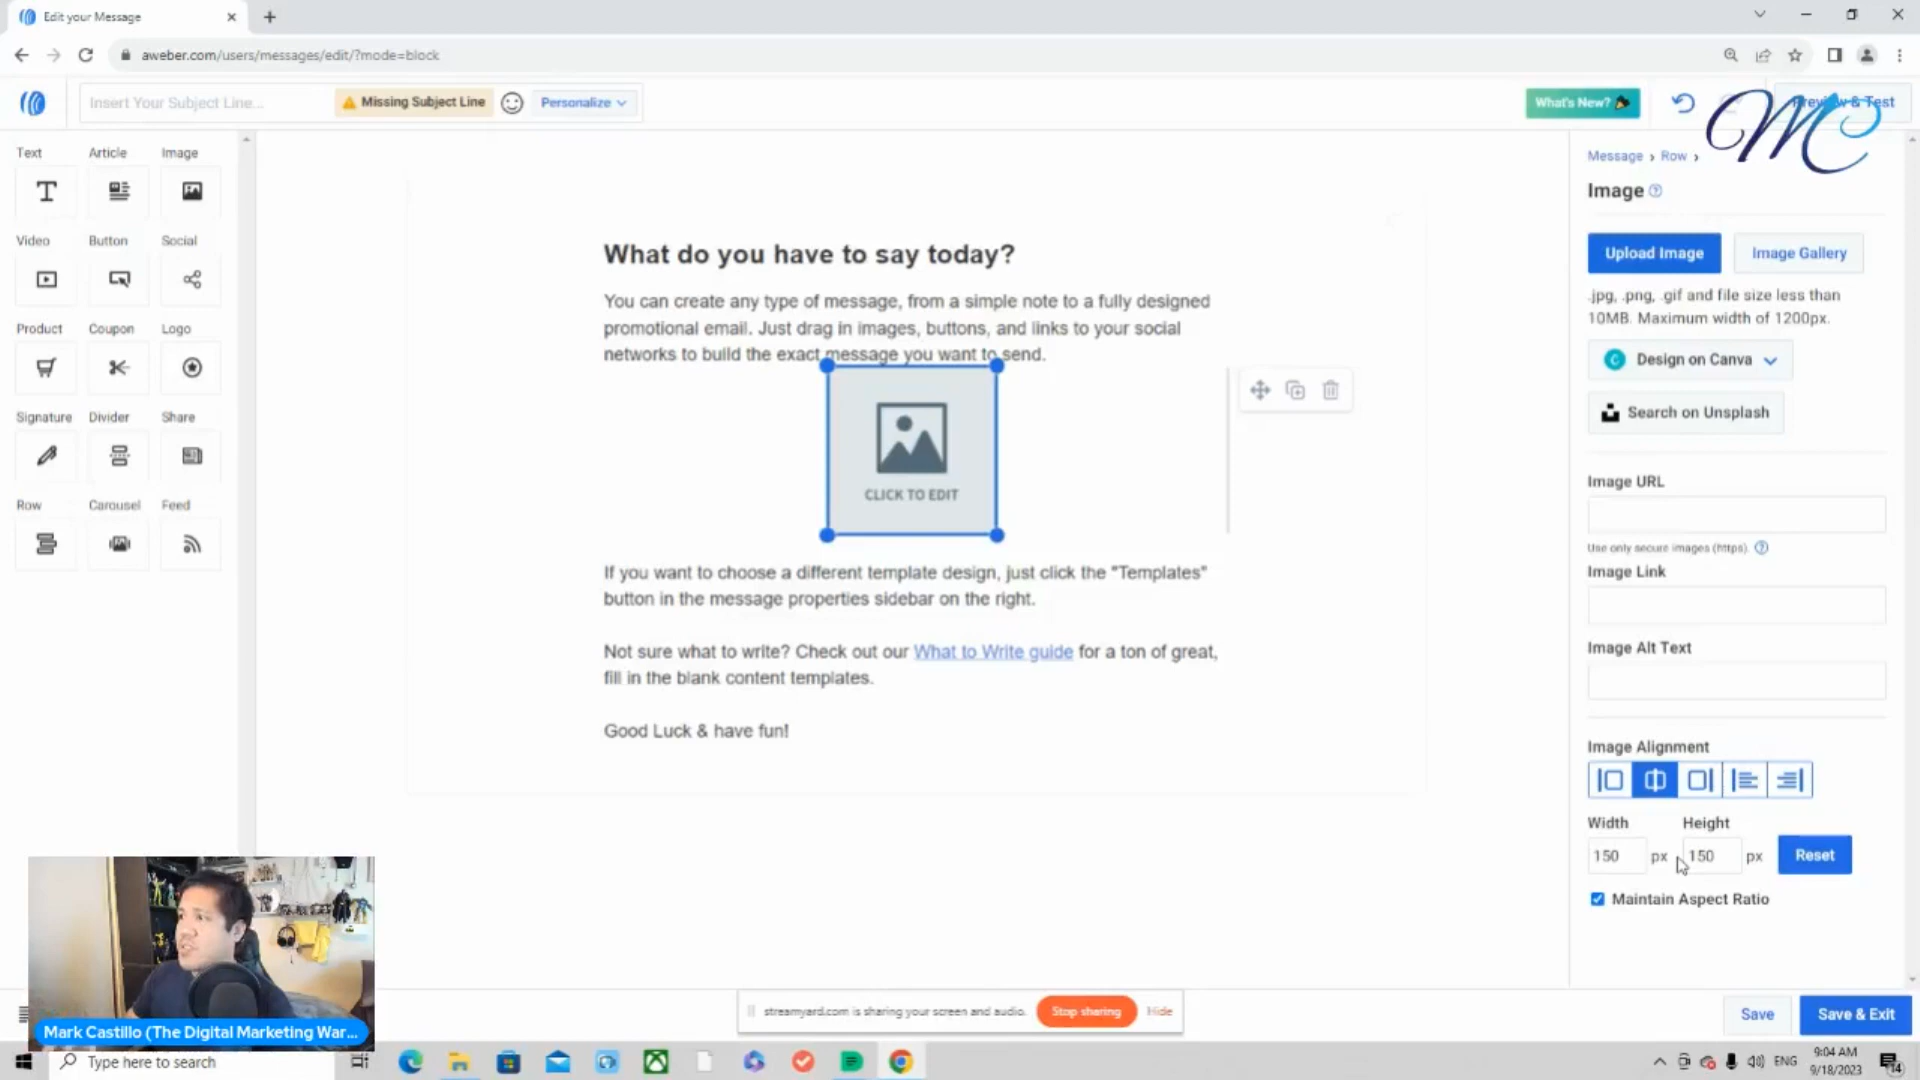 Edit your Message
aweber.com/users/messages/edit/?mode=block
Insert Your Subject Line...
Missing Subject Line
Personalize
What's New?
Preview & Test
MC
Text
Article
Image
Video
Button
Social
Product
Coupon
Logo
Signature
Divider
Share
Row
Carousel
Feed
What do you have to say today?
You can create any type of message, from a simple note to a fully designed
promotional email. Just drag in images, buttons, and links to your social
networks to build the exact message you want to send.
CLICK TO EDIT
If you want to choose a different template design, just click the "Templates"
button in the message properties sidebar on the right.
Not sure what to write? Check out our What to Write guide for a ton of great,
fill in the blank content templates.
Good Luck & have fun!
Message › Row ›
Image
Upload Image
Image Gallery
.jpg, .png, .gif and file size less than
10MB. Maximum width of 1200px.
Design on Canva
Search on Unsplash
Image URL
Use only secure images (https).
Image Link
Image Alt Text
Image Alignment
Width
Height
150 px
150 px
Reset
Maintain Aspect Ratio
Save
Save & Exit
streamyard.com is sharing your screen and audio.
Stop sharing
Hide
Mark Castillo (The Digital Marketing War...
Type here to search
ENG
9:04 AM
9/18/2023
14